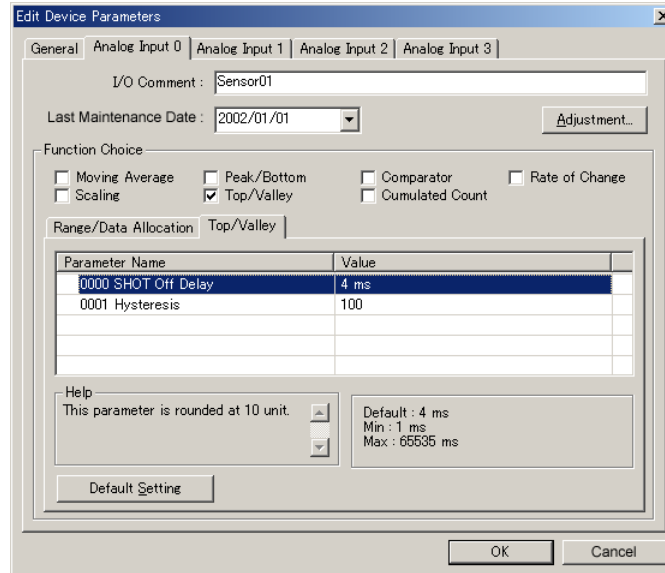 Edit Device Parameters
General Analog Input 0 Analog Input 1 Analog Input 2 Analog Input 3
I/O Comment : Sensor01
Last Maintenance Date : 2002/01/01 Adjustment...
Function Choice
Moving Average Peak/Bottom Comparator Rate of Change
Scaling Top/Valley Cumulated Count
Range/Data Allocation Top/Valley
Parameter Name Value
0000 SHOT Off Delay 4 ms
0001 Hysteresis 100
Help
This parameter is rounded at 10 unit.
Default : 4 ms
Min : 1 ms
Max : 65535 ms
Default Setting
OK Cancel